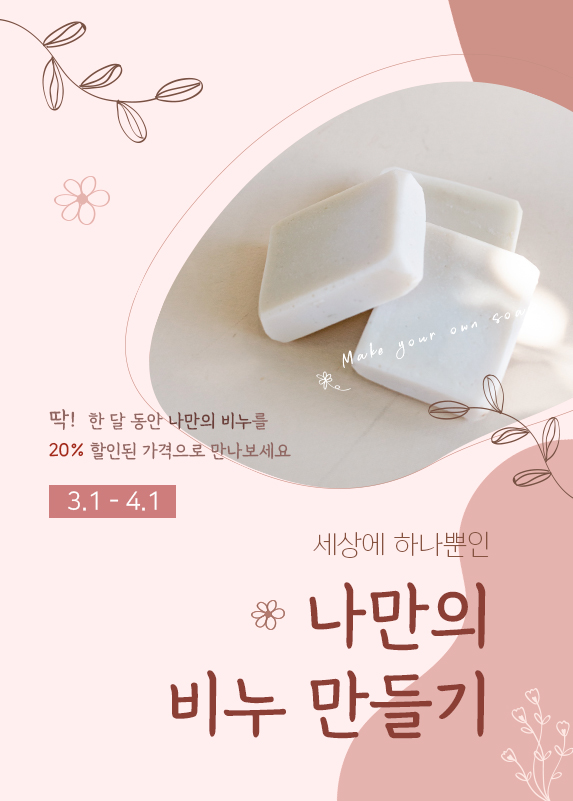 Make your own
딱! 한 달 동안 나만의 비누를
20% 할인된 가격으로 만나보세요
3.1 - 4.1
세상에 하나뿐인
나만의
비누 만들기